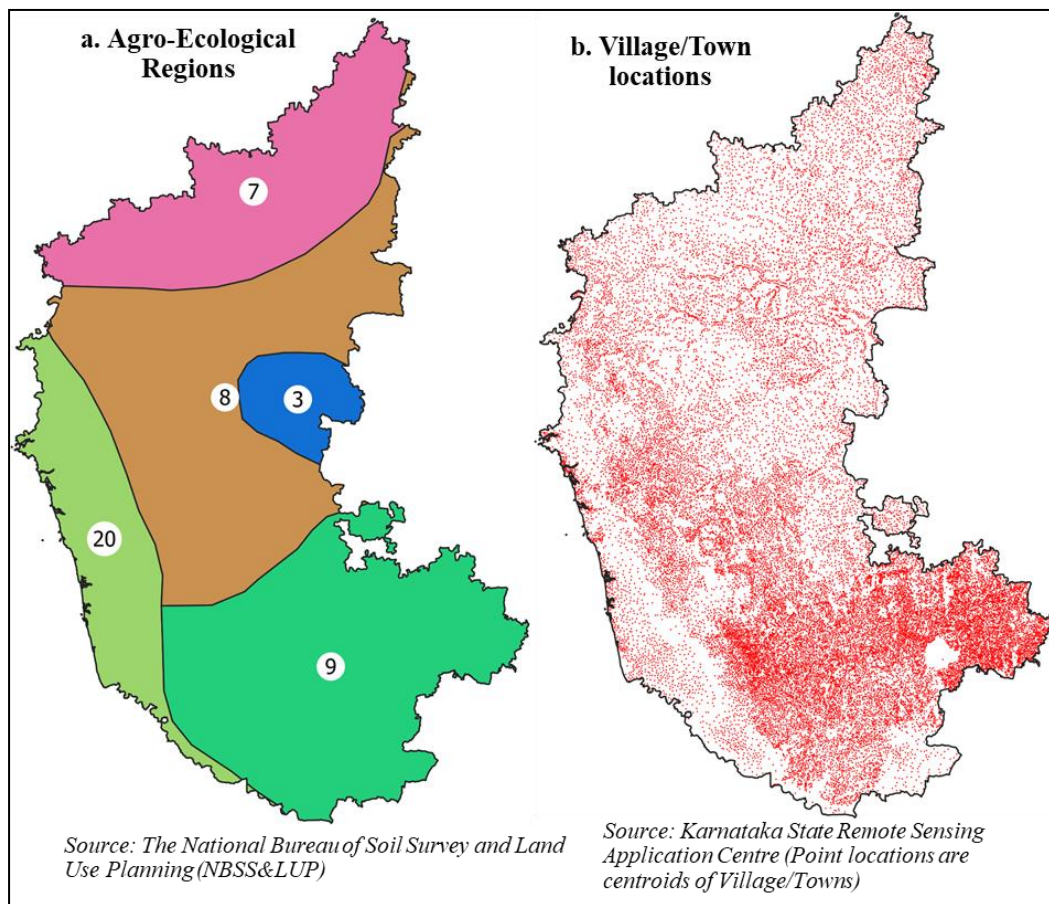 a. Agro-Ecological
Regions
7
8
3
20
9
Source: The National Bureau of Soil Survey and Land
Use Planning (NBSS&LUP)
b. Village/Town
locations
Source: Karnataka State Remote Sensing
Application Centre (Point locations are
centroids of Village/Towns)